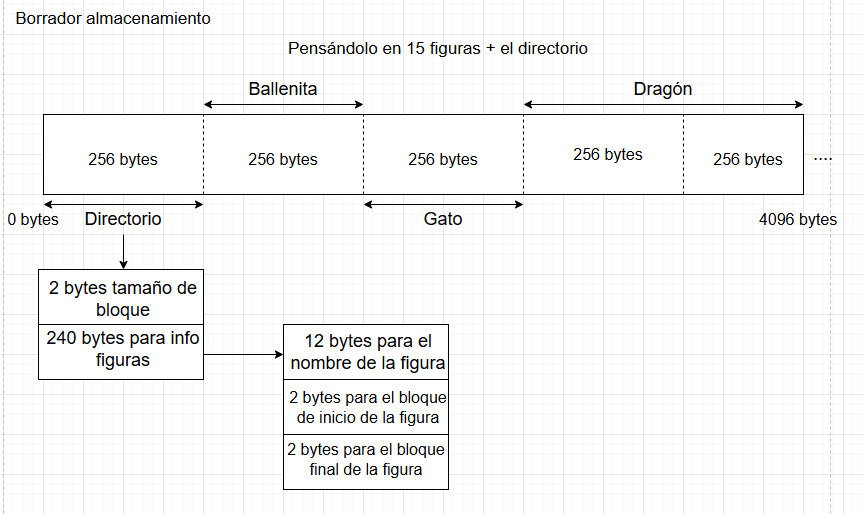 Borrador almacenamiento
Pensándolo en 15 figuras + el directorio
Ballenita
Dragón
256 bytes
256 bytes
256 bytes
256 bytes
256 bytes
....
0 bytes
Directorio
Gato
4096 bytes
2 bytes tamaño de
bloque
240 bytes para info
figuras
12 bytes para el
nombre de la figura
2 bytes para el bloque
de inicio de la figura
2 bytes para el bloque
final de la figura